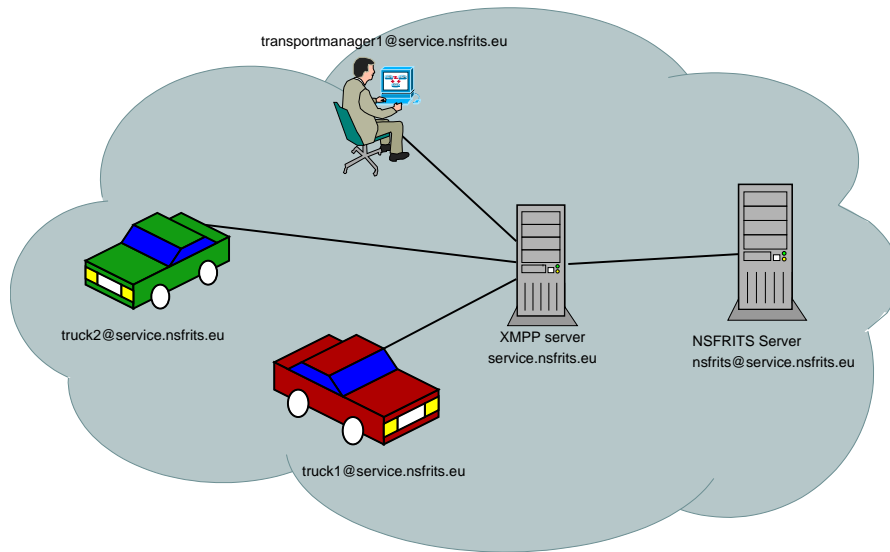 transportmanager1@service.nsfrits.eu
truck2@service.nsfrits.eu
XMPP server
service.nsfrits.eu
NSFRITS Server
nsfrits@service.nsfrits.eu
truck1@service.nsfrits.eu